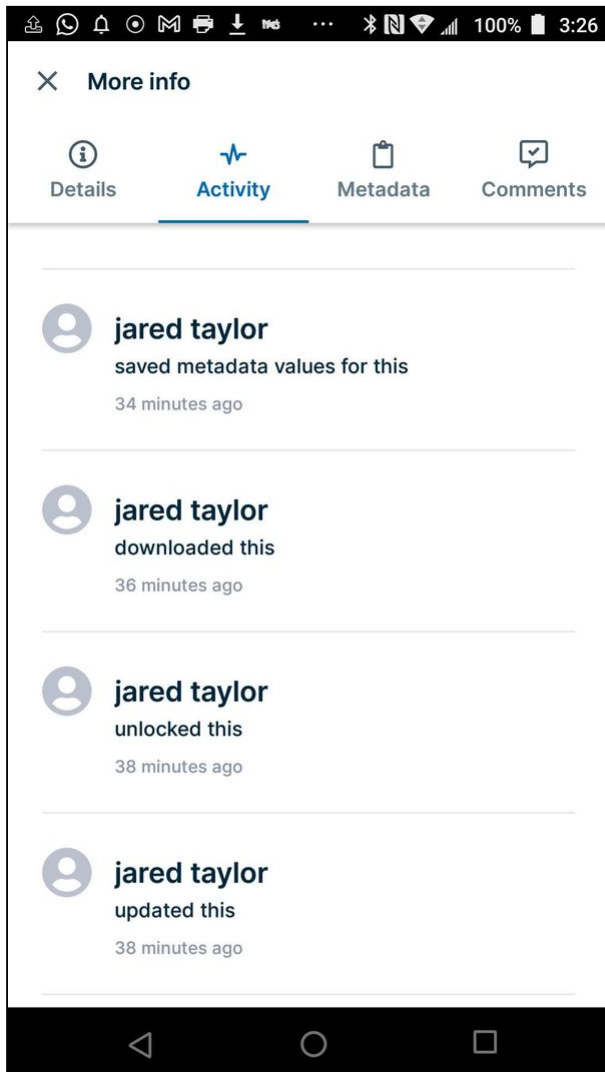 100% 3:26
More info
Details Activity Metadata Comments
jared taylor
saved metadata values for this
34 minutes ago
jared taylor
downloaded this
36 minutes ago
jared taylor
unlocked this
38 minutes ago
jared taylor
updated this
38 minutes ago